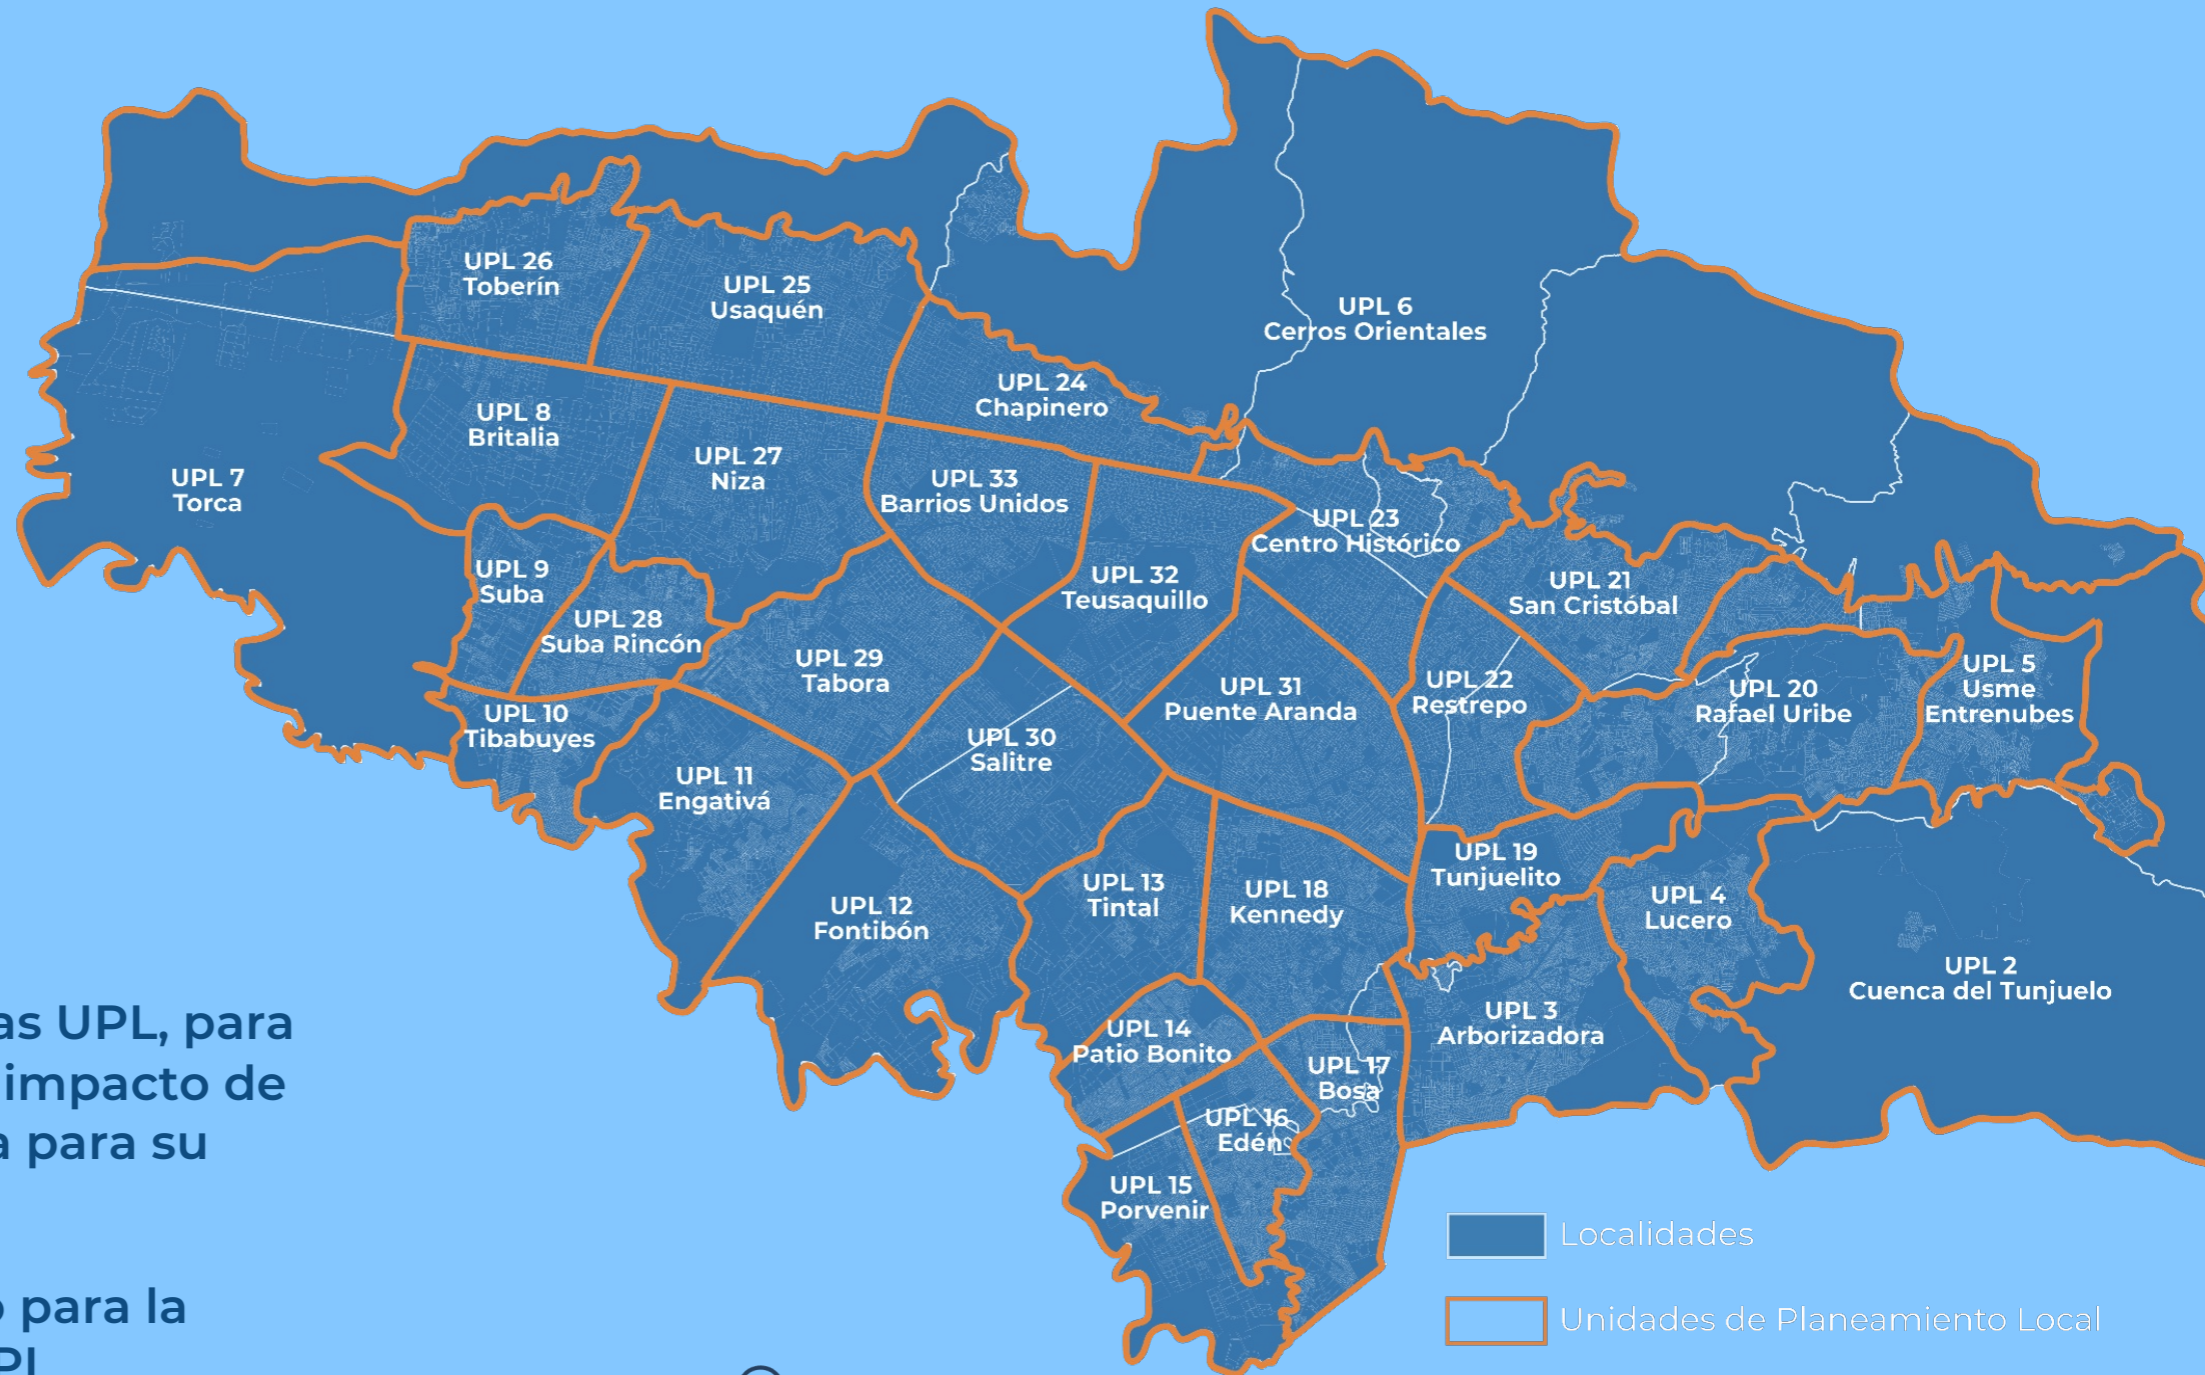 UPL 6
Cerros Orientales
UPL 26
Toberín
UPL 25
Usaquén
UPL 24
Chapinero
UPL 8
Britalia
UPL 27
Niza
UPL 7
Torca
UPL 33
Barrios Unidos
UPL 23
Centro Histórico
UPL 9
Suba
UPL 32
Teusaquillo
UPL 21
San Cristóbal
UPL 28
Suba Rincón
UPL 29
Tabora
UPL 31
Puente Aranda
UPL 22
Restrepo
UPL 20
Rafael Uribe
UPL 5
Usme
Entrenubes
UPL 10
Tibabuyes
UPL 30
Salitre
UPL 11
Engativá
UPL 19
Tunjuelito
UPL 12
Fontibón
UPL 13
Tintal
UPL 18
Kennedy
UPL 4
Lucero
UPL 2
Cuenca del Tunjuelo
UPL 3
Arborizadora
UPL 14
Patio Bonito
UPL 17
Bosa
UPL 16
Edén
UPL 15
Porvenir
as UPL, para
impacto de
a para su
o para la
Localidades
Unidades de Planeamiento Local